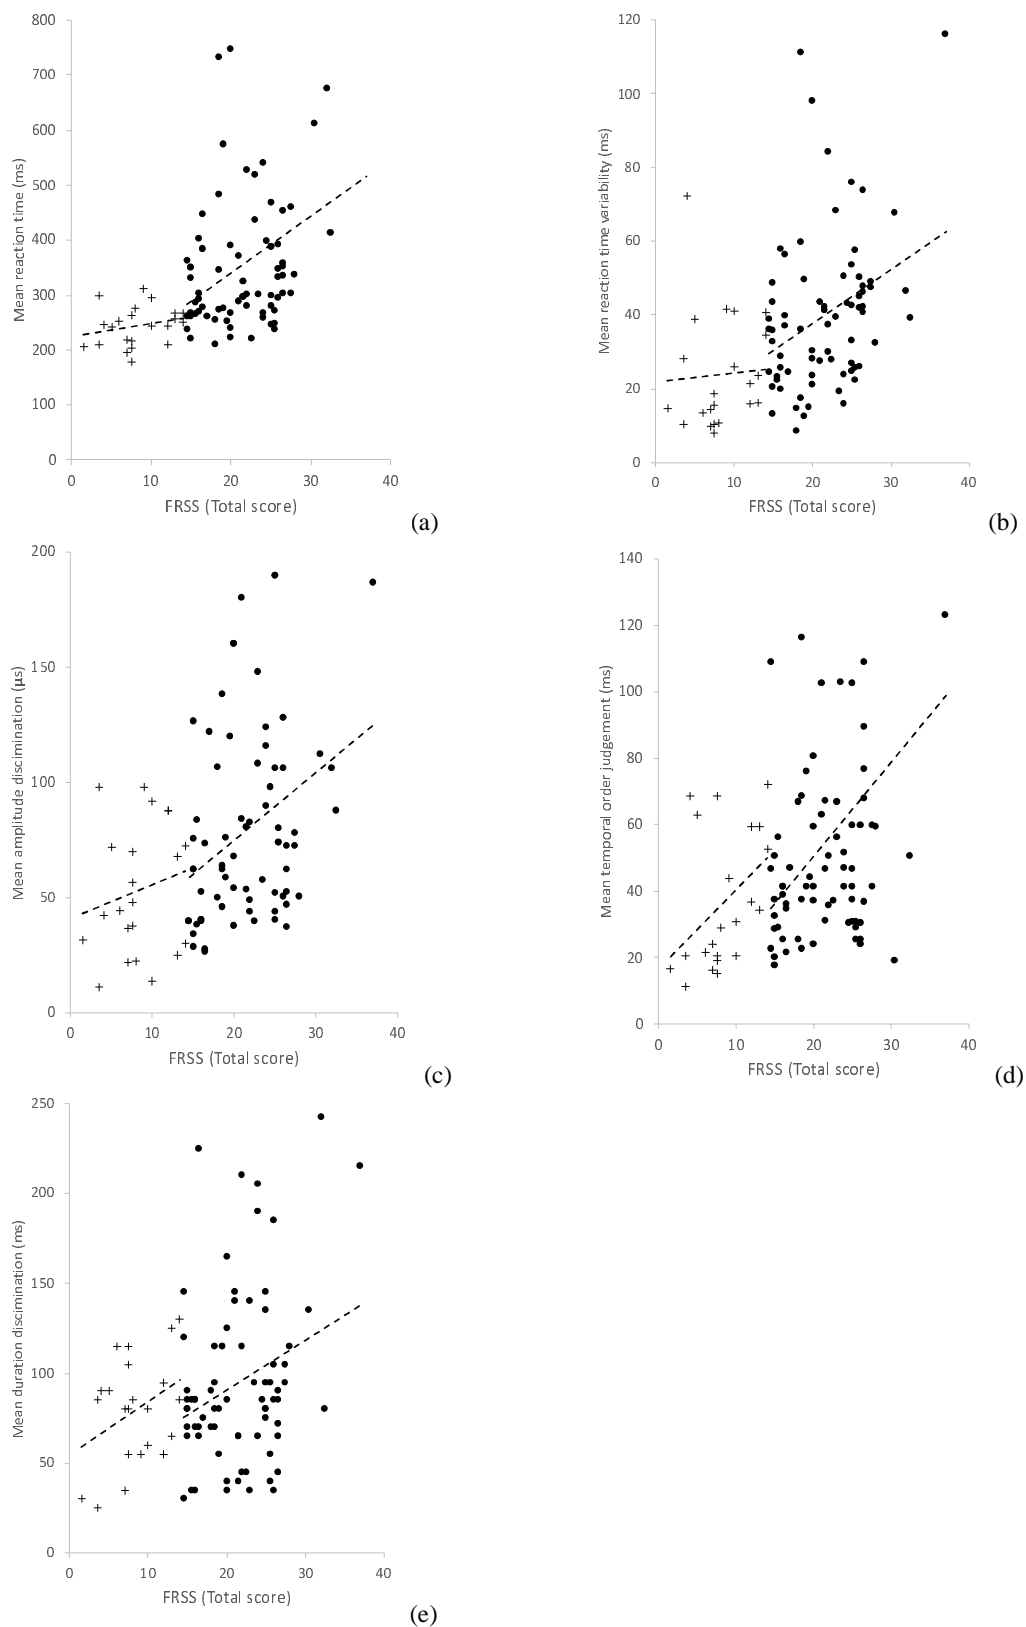 Mean reaction time (ms)
800
700
600
500
400
300
200
100
0
0 10 20 30 40
FRSS (Total score)
(a)
Mean reaction time variability (ms)
120
100
80
60
40
20
0
0 10 20 30 40
FRSS (Total score)
(b)
Mean amplitude discimination (µs)
200
150
100
50
0
0 10 20 30 40
FRSS (Total score)
(c)
Mean temporal order judgement (ms)
140
120
100
80
60
40
20
0
0 10 20 30 40
FRSS (Total score)
(d)
Mean duration discimination (ms)
250
200
150
100
50
0
0 10 20 30 40
FRSS (Total score)
(e)